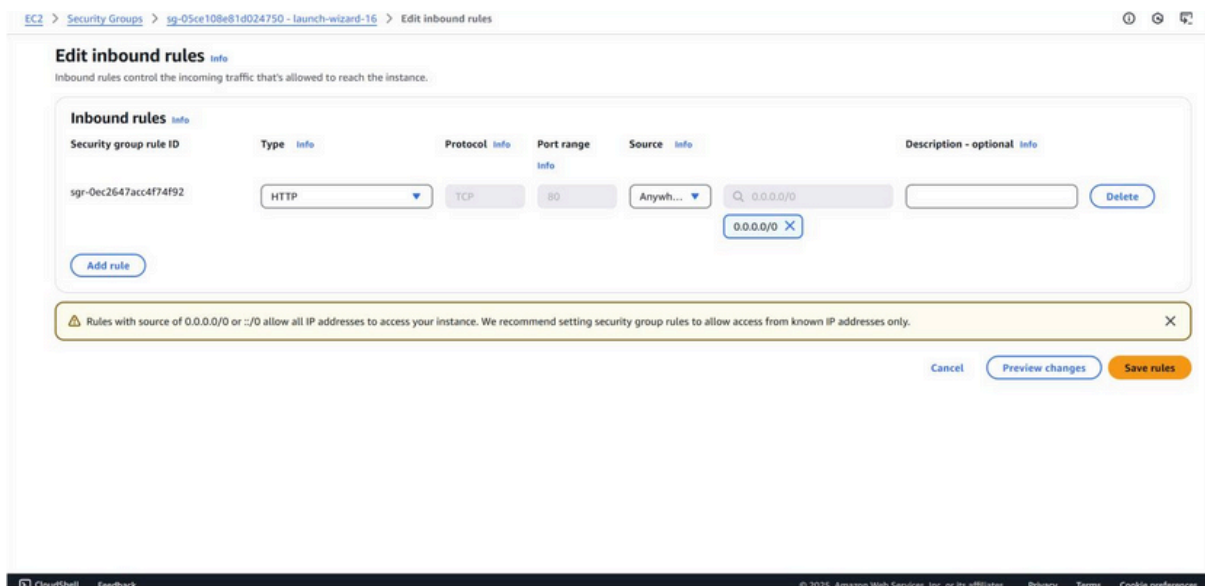 EC2 > Security Groups > sg-05ce108e81d024750 - launch-wizard-16 > Edit inbound rules
Edit inbound rules Info
Inbound rules control the incoming traffic that's allowed to reach the instance.
Inbound rules Info
Security group rule ID Type Info Protocol Info Port range Info Source Info Description - optional Info
sgr-0ec2647acc4f74f92 HTTP TCP 80 Anywh... 0.0.0.0/0 Delete
0.0.0.0/0
Add rule
Rules with source of 0.0.0.0/0 or ::/0 allow all IP addresses to access your instance. We recommend setting security group rules to allow access from known IP addresses only.
Cancel Preview changes Save rules
CloudShell Feedback © 2025, Amazon Web Services, Inc. or its affiliates. Privacy Terms Cookie preferences